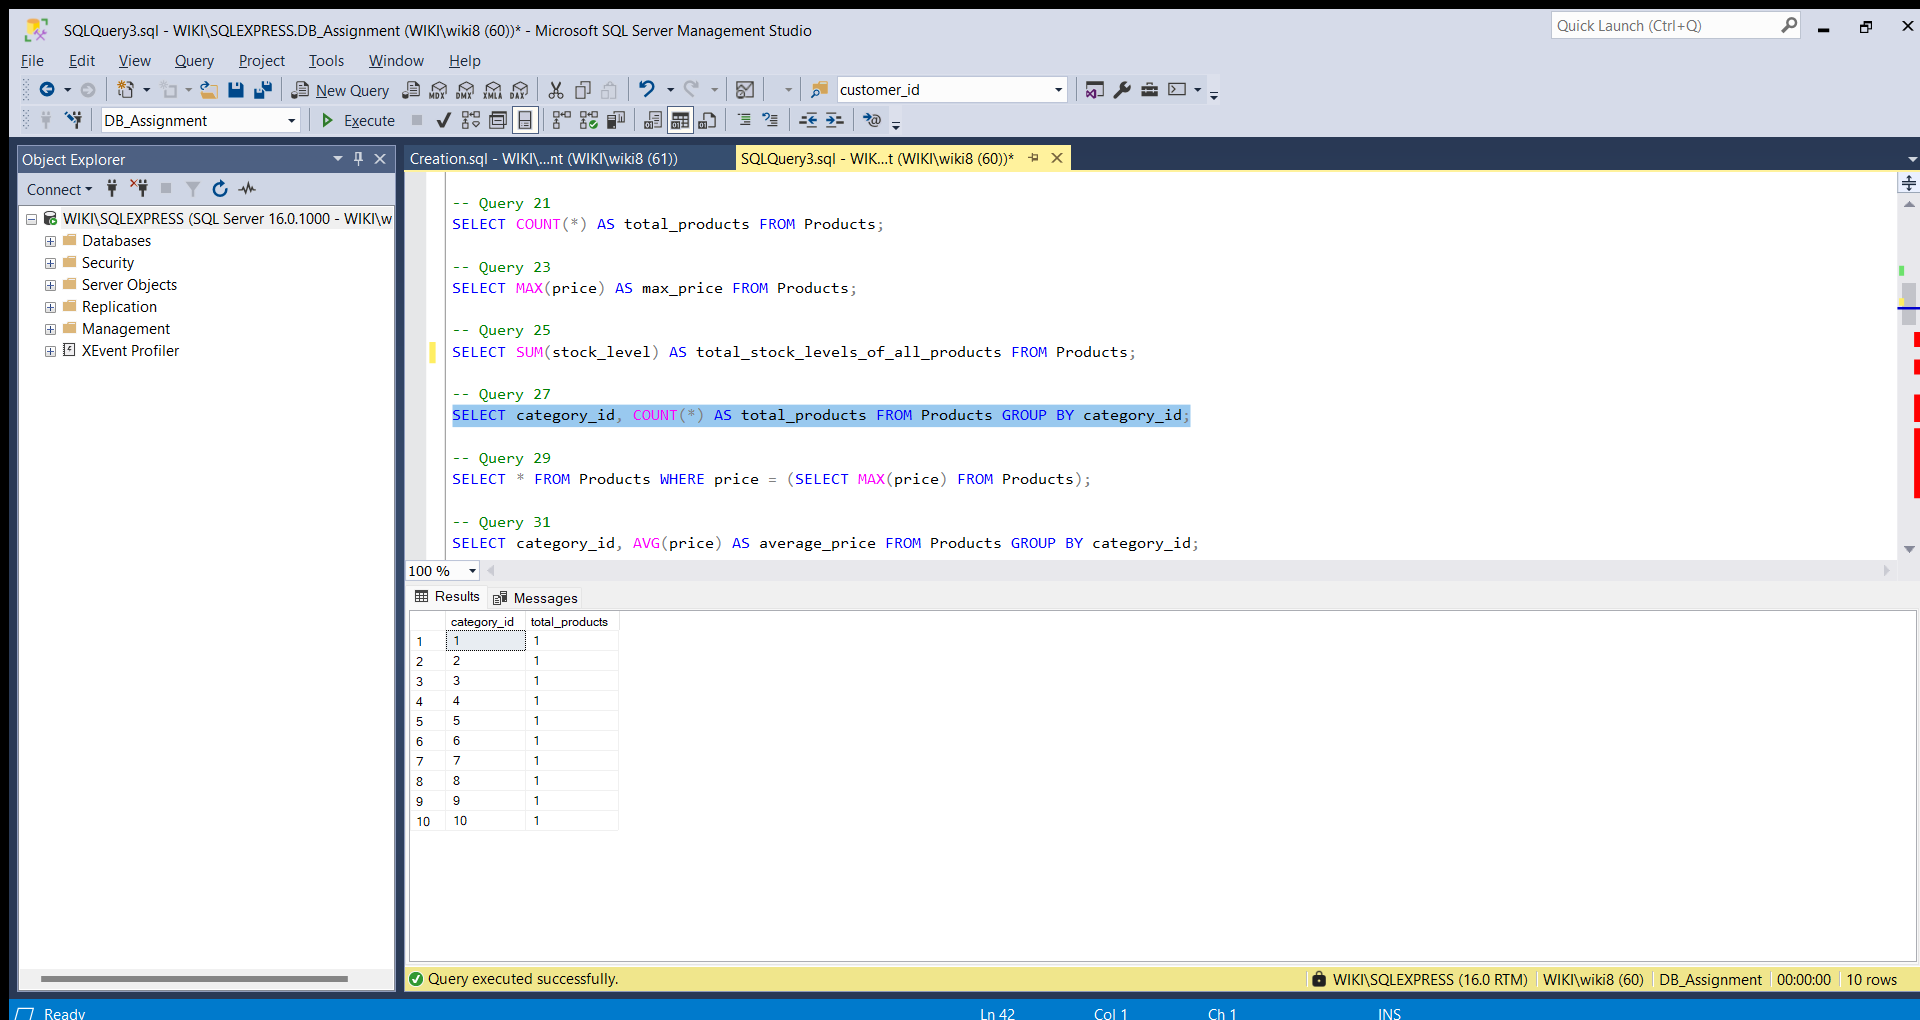 SQLQuery3.sql - WIKI\SQLEXPRESS.DB_Assignment (WIKI\wiki8 (60))* - Microsoft SQL Server Management Studio
Quick Launch (Ctrl+Q)
File Edit View Query Project Tools Window Help
New Query MDX DMX XMLA DAX customer_id
DB_Assignment Execute
Object Explorer
Creation.sql - WIKI\...nt (WIKI\wiki8 (61))
SQLQuery3.sql - WIK...t (WIKI\wiki8 (60))*
Connect
WIKI\SQLEXPRESS (SQL Server 16.0.1000 - WIKI\w
Databases
Security
Server Objects
Replication
Management
XEvent Profiler
-- Query 21
SELECT COUNT(*) AS total_products FROM Products;
-- Query 23
SELECT MAX(price) AS max_price FROM Products;
-- Query 25
SELECT SUM(stock_level) AS total_stock_levels_of_all_products FROM Products;
-- Query 27
SELECT category_id, COUNT(*) AS total_products FROM Products GROUP BY category_id;
-- Query 29
SELECT * FROM Products WHERE price = (SELECT MAX(price) FROM Products);
-- Query 31
SELECT category_id, AVG(price) AS average_price FROM Products GROUP BY category_id;
100 %
Results Messages
category_id total_products
1 1 1
2 2 1
3 3 1
4 4 1
5 5 1
6 6 1
7 7 1
8 8 1
9 9 1
10 10 1
Query executed successfully.
WIKI\SQLEXPRESS (16.0 RTM) WIKI\wiki8 (60) DB_Assignment 00:00:00 10 rows
Ready Ln 42 Col 1 Ch 1 INS